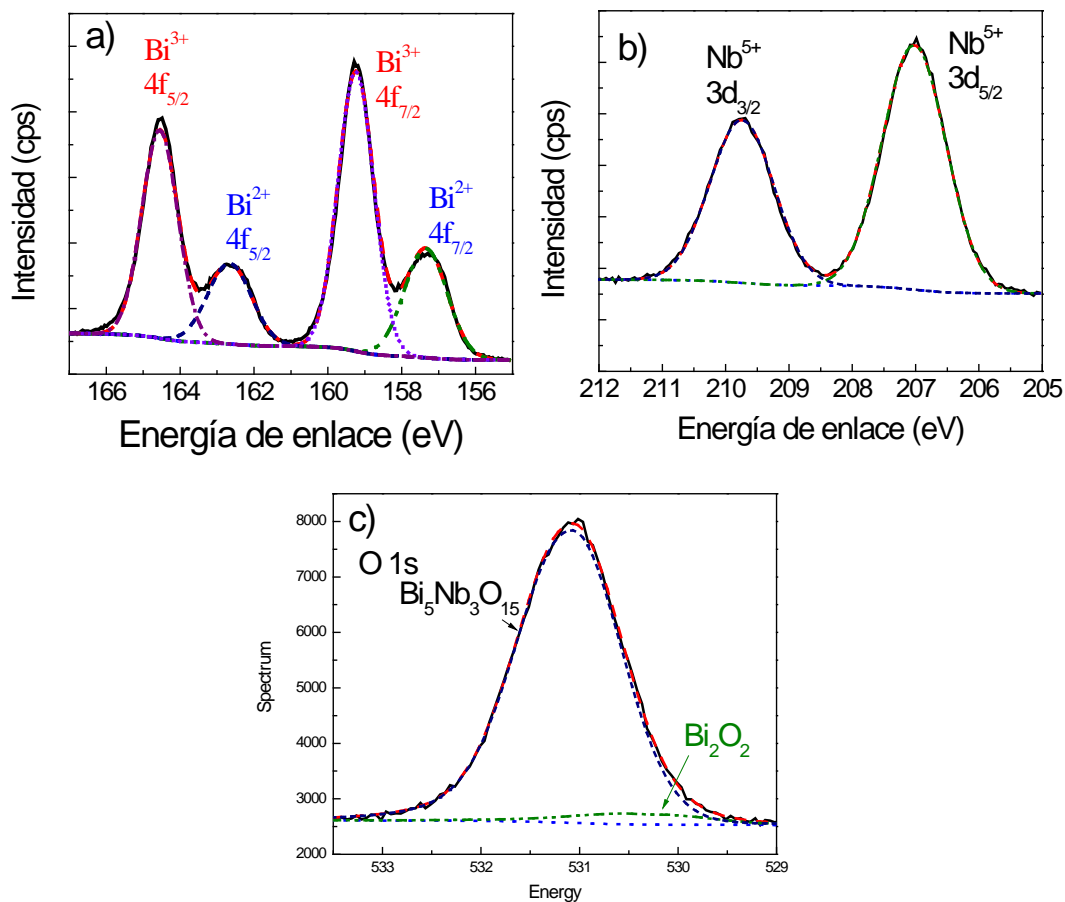 a)
Bi³⁺
4f₅/₂
Bi³⁺
4f₇/₂
Bi²⁺
4f₅/₂
Bi²⁺
4f₇/₂
Intensidad (cps)
166 164 162 160 158 156
Energía de enlace (eV)
b)
Nb⁵⁺
3d₃/₂
Nb⁵⁺
3d₅/₂
Intensidad (cps)
212 211 210 209 208 207 206 205
Energía de enlace (eV)
c)
O 1s
Bi₅Nb₃O₁₅
Bi₂O₂
Spectrum
8000
7000
6000
5000
4000
3000
2000
533 532 531 530 529
Energy